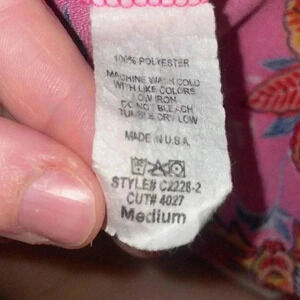 100% POLYESTER
MACHINE WASH COLD
WITH LIKE COLORS
LOW IRON
DO NOT BLEACH
TUMBLE DRY LOW
MADE IN U.S.A.
STYLE# C2228-2
CUT# 4027
Medium